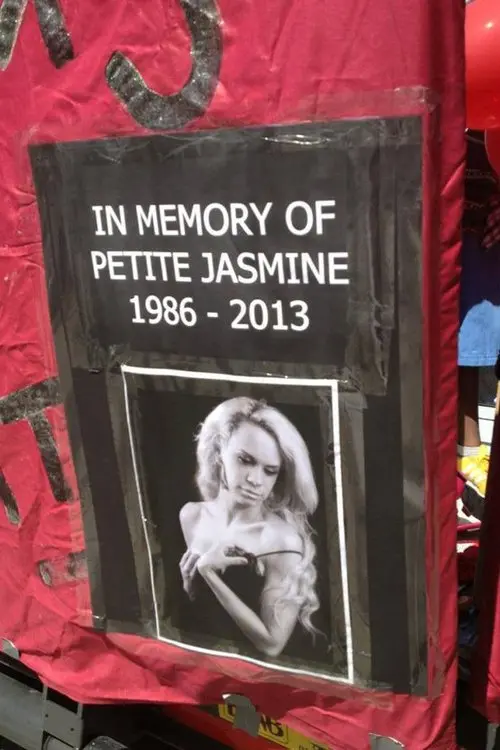 IN MEMORY OF
PETITE JASMINE
1986 - 2013